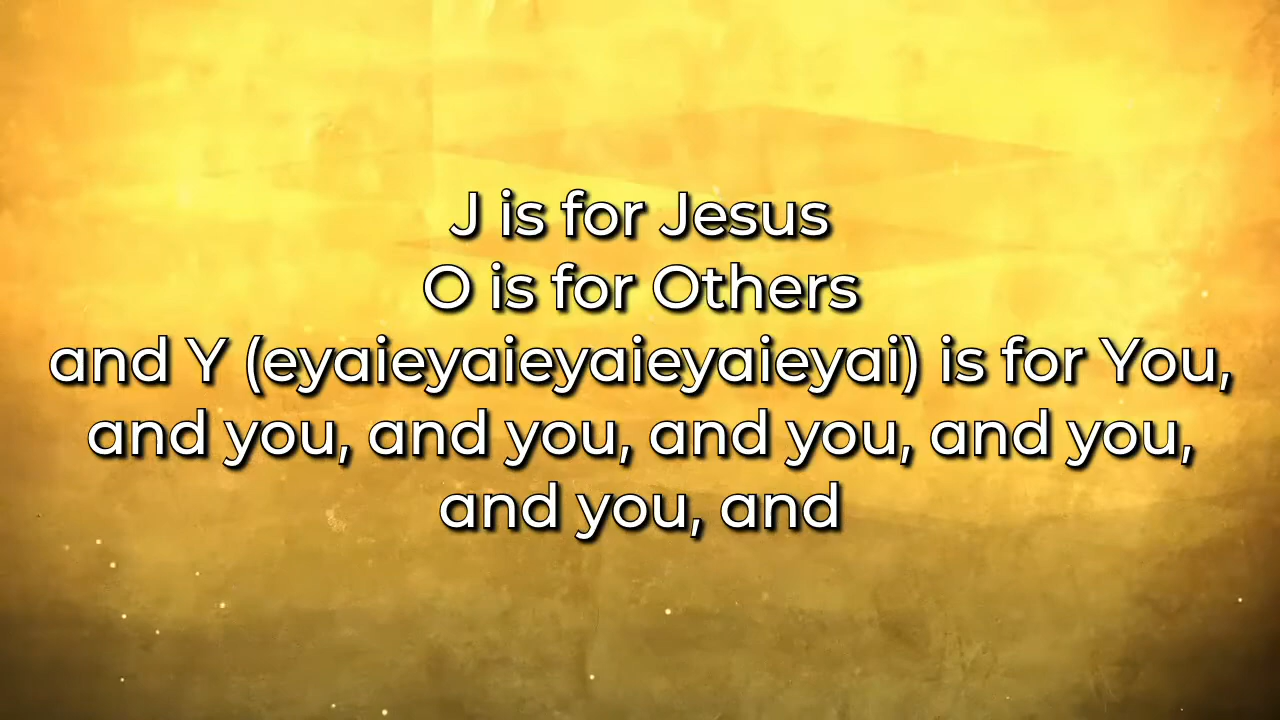 J is for Jesus
O is for Others
and Y (eyaieyaieyaieyaieyai) is for You,
and you, and you, and you, and you,
and you, and